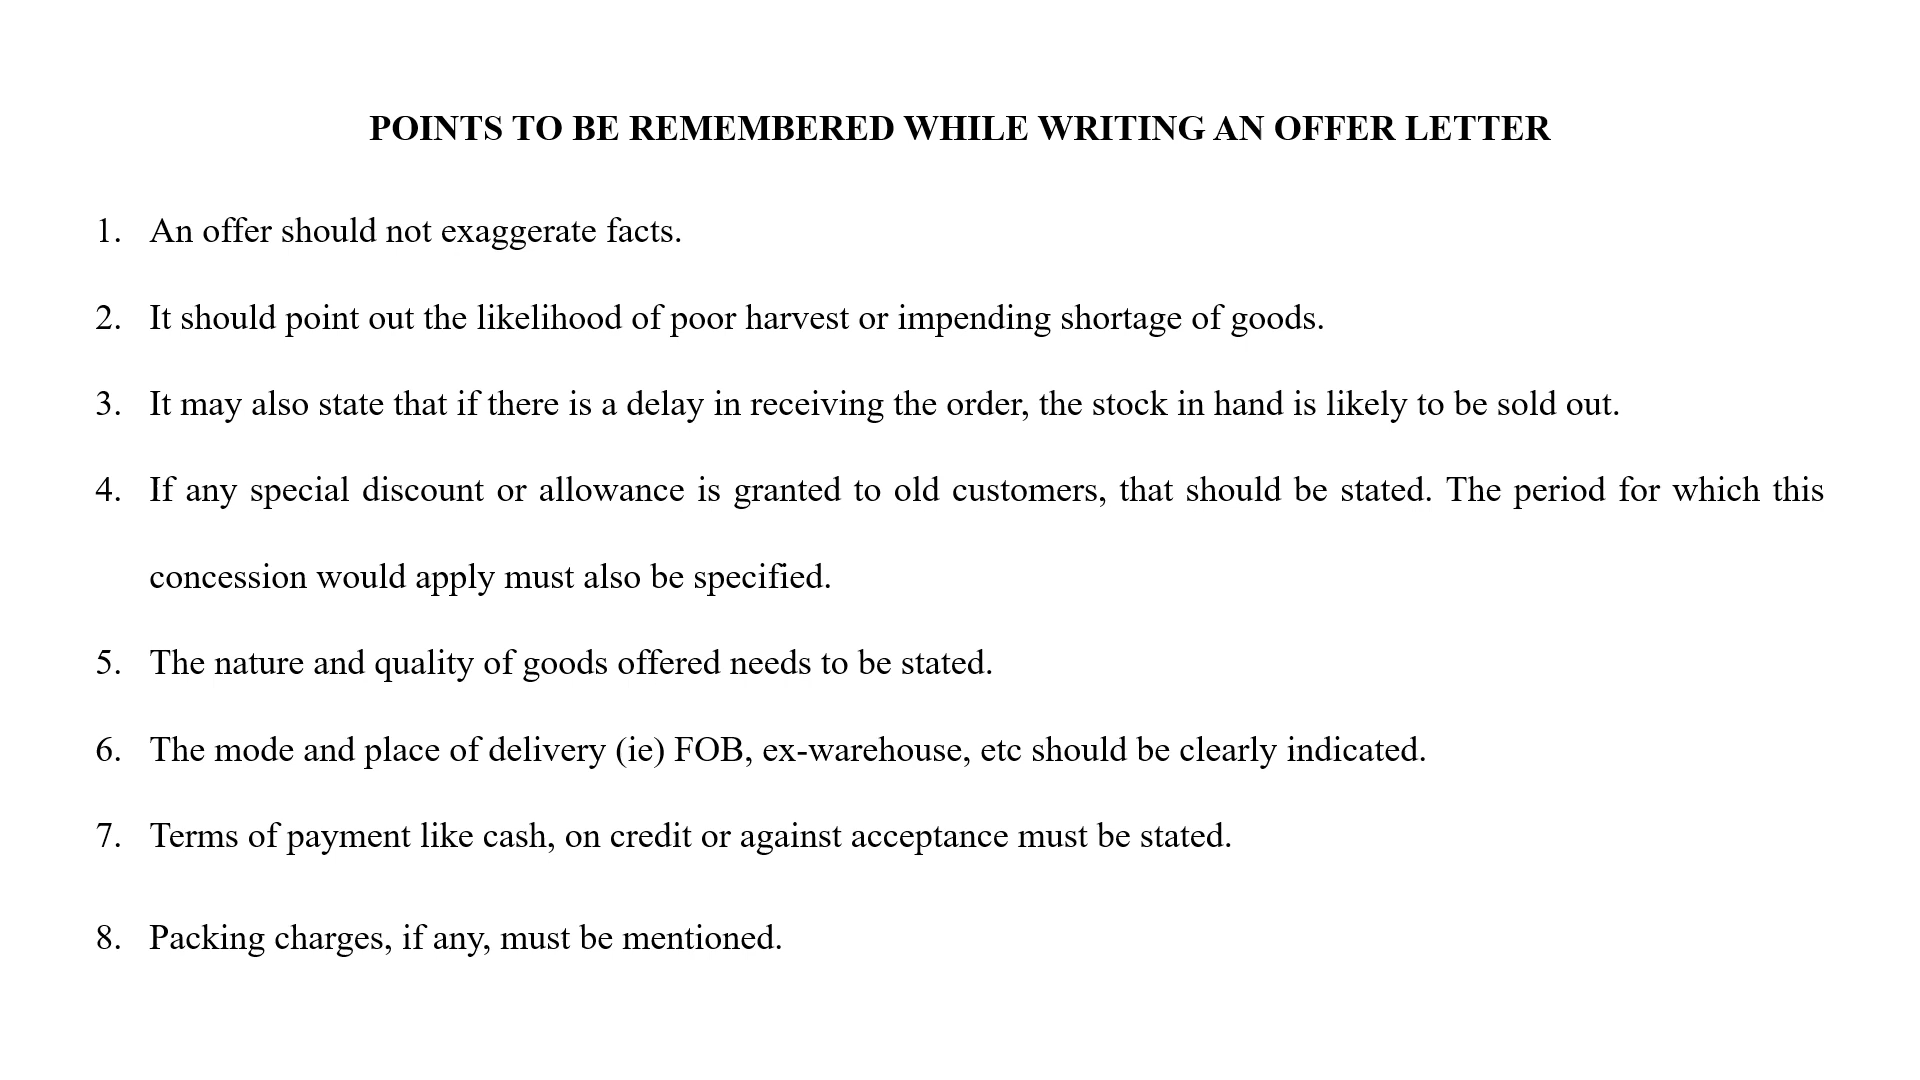 POINTS TO BE REMEMBERED WHILE WRITING AN OFFER LETTER
1. An offer should not exaggerate facts.
2. It should point out the likelihood of poor harvest or impending shortage of goods.
3. It may also state that if there is a delay in receiving the order, the stock in hand is likely to be sold out.
4. If any special discount or allowance is granted to old customers, that should be stated. The period for which this
concession would apply must also be specified.
5. The nature and quality of goods offered needs to be stated.
6. The mode and place of delivery (ie) FOB, ex-warehouse, etc should be clearly indicated.
7. Terms of payment like cash, on credit or against acceptance must be stated.
8. Packing charges, if any, must be mentioned.